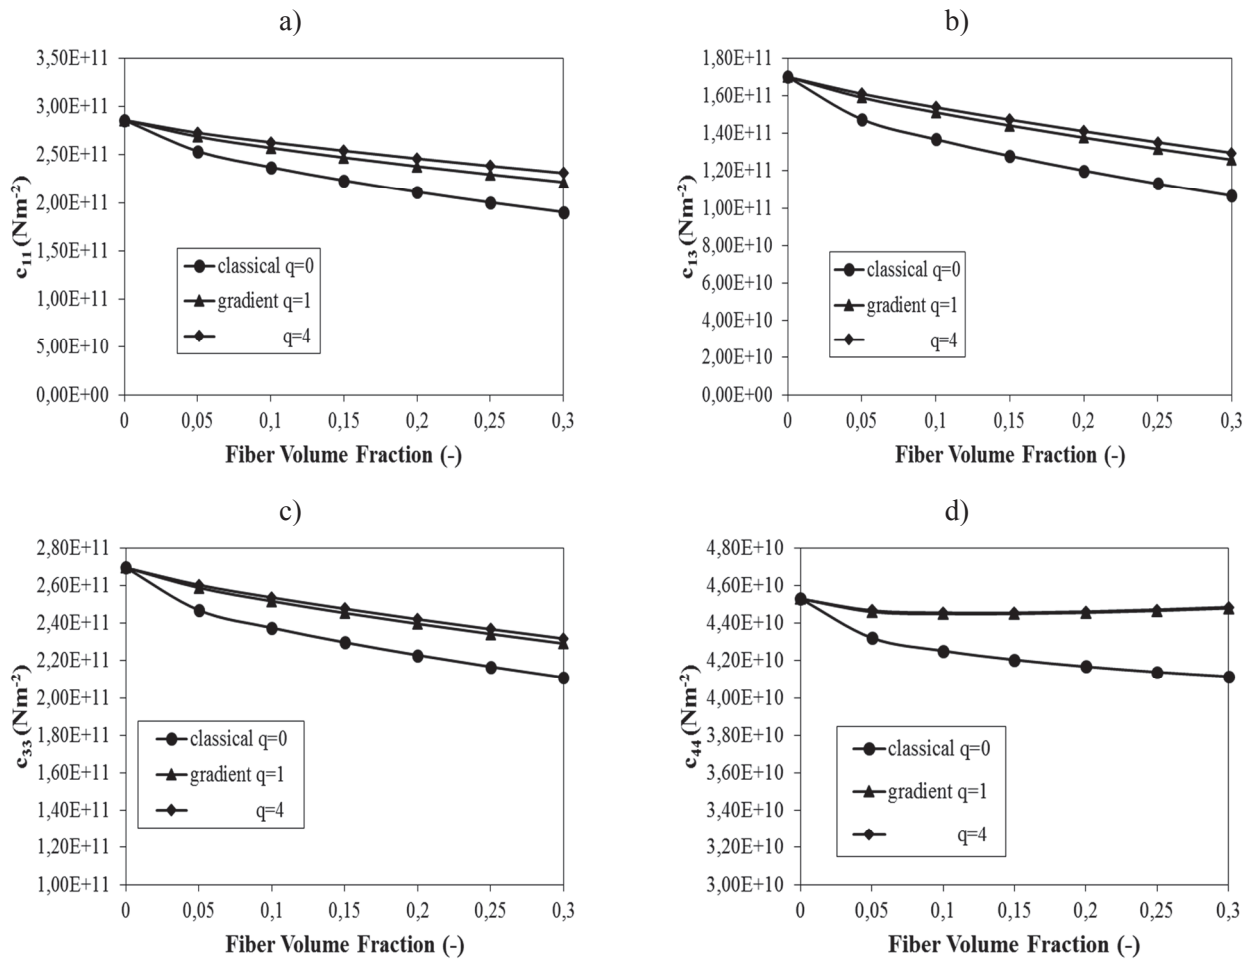 a)
3,50E+11
3,00E+11
2,50E+11
2,00E+11
1,50E+11
1,00E+11
5,00E+10
0,00E+00
c11 (Nm-2)
classical q=0
gradient q=1
q=4
0 0,05 0,1 0,15 0,2 0,25 0,3
Fiber Volume Fraction (-)
b)
1,80E+11
1,60E+11
1,40E+11
1,20E+11
1,00E+11
8,00E+10
6,00E+10
4,00E+10
2,00E+10
0,00E+00
c13 (Nm-2)
classical q=0
gradient q=1
q=4
0 0,05 0,1 0,15 0,2 0,25 0,3
Fiber Volume Fraction (-)
c)
2,80E+11
2,60E+11
2,40E+11
2,20E+11
2,00E+11
1,80E+11
1,60E+11
1,40E+11
1,20E+11
1,00E+11
c33 (Nm-2)
classical q=0
gradient q=1
q=4
0 0,05 0,1 0,15 0,2 0,25 0,3
Fiber Volume Fraction (-)
d)
4,80E+10
4,60E+10
4,40E+10
4,20E+10
4,00E+10
3,80E+10
3,60E+10
3,40E+10
3,20E+10
3,00E+10
c44 (Nm-2)
classical q=0
gradient q=1
q=4
0 0,05 0,1 0,15 0,2 0,25 0,3
Fiber Volume Fraction (-)